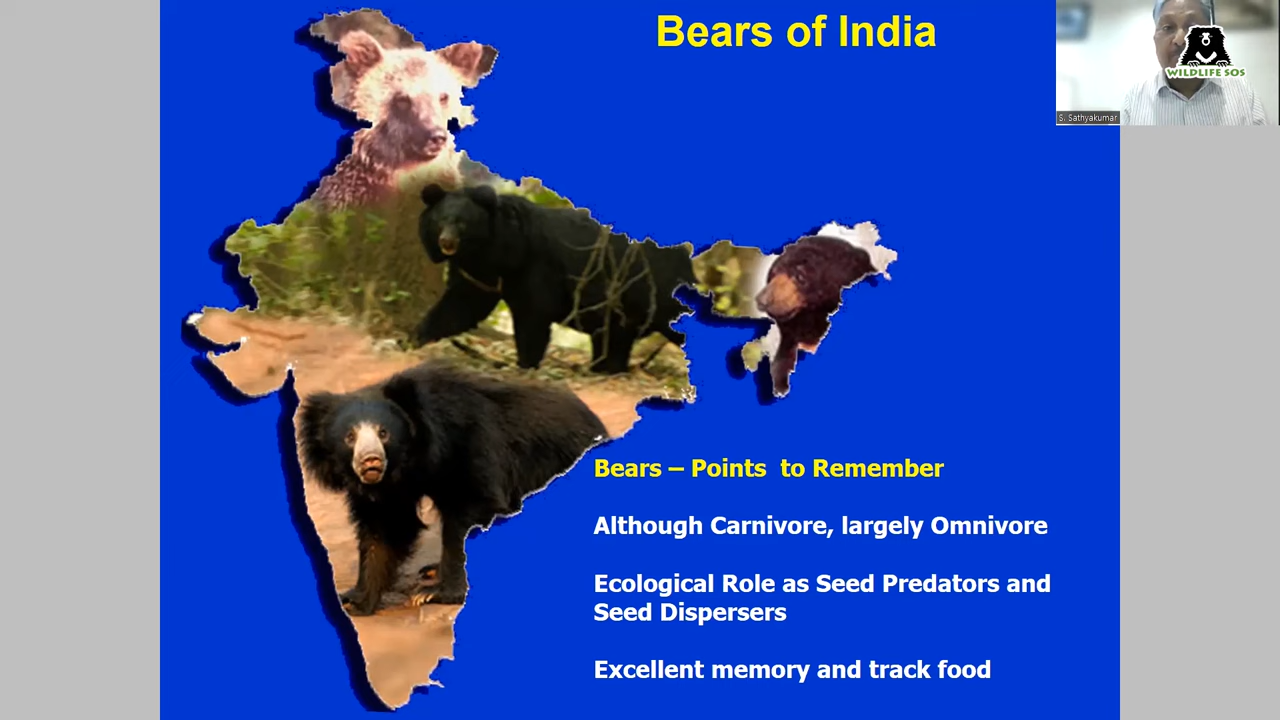 Bears of India
WILDLIFE SOS
S. Sathyakumar
Bears – Points to Remember
Although Carnivore, largely Omnivore
Ecological Role as Seed Predators and
Seed Dispersers
Excellent memory and track food